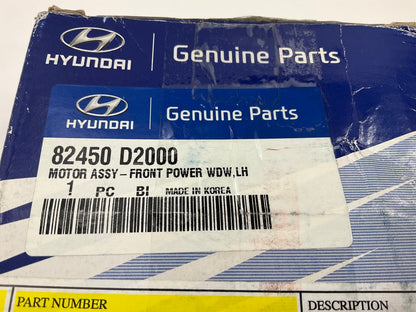 HYUNDAI
Genuine Parts
HYUNDAI
Genuine Parts
82450 D2000
MOTOR ASSY-FRONT POWER WDW,LH
1 PC BI MADE IN KOREA
PART NUMBER
DESCRIPTION